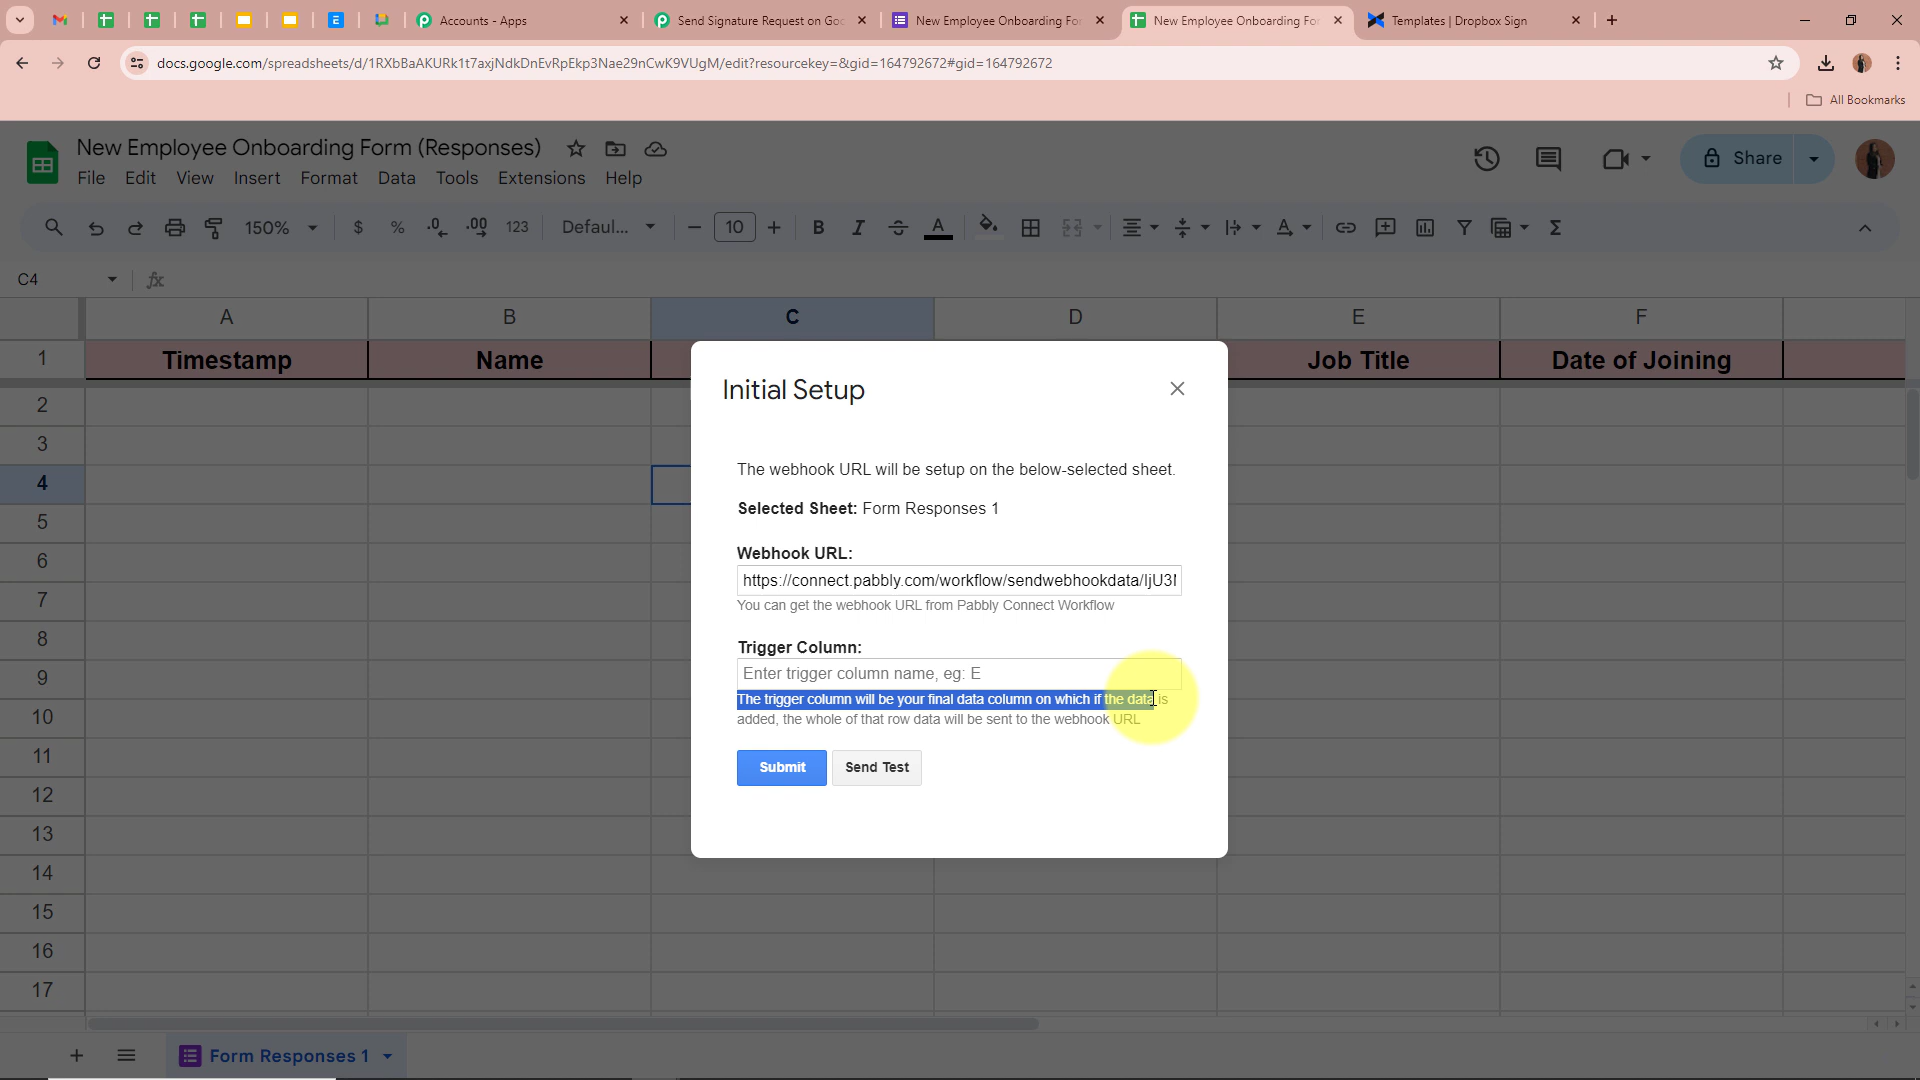 Accounts - Apps
Send Signature Request on Go
New Employee Onboarding For
New Employee Onboarding For
Templates | Dropbox Sign
docs.google.com/spreadsheets/d/1RXbBaAKURk1t7axjNdkDnEvRpEkp3Nae29nCwK9VUgM/edit?resourcekey=&gid=164792672#gid=164792672
All Bookmarks
New Employee Onboarding Form (Responses)
File Edit View Insert Format Data Tools Extensions Help
Share
150% $ % .0 .00 123 Defaul... 10 B I A
C4
A B C D E F
1 Timestamp Name Job Title Date of Joining
2
3
4
5
6
7
8
9
10
11
12
13
14
15
16
17
Initial Setup
The webhook URL will be setup on the below-selected sheet.
Selected Sheet: Form Responses 1
Webhook URL:
https://connect.pabbly.com/workflow/sendwebhookdata/IjU3
You can get the webhook URL from Pabbly Connect Workflow
Trigger Column:
Enter trigger column name, eg: E
The trigger column will be your final data column on which if the data is
added, the whole of that row data will be sent to the webhook URL
Submit Send Test
Form Responses 1